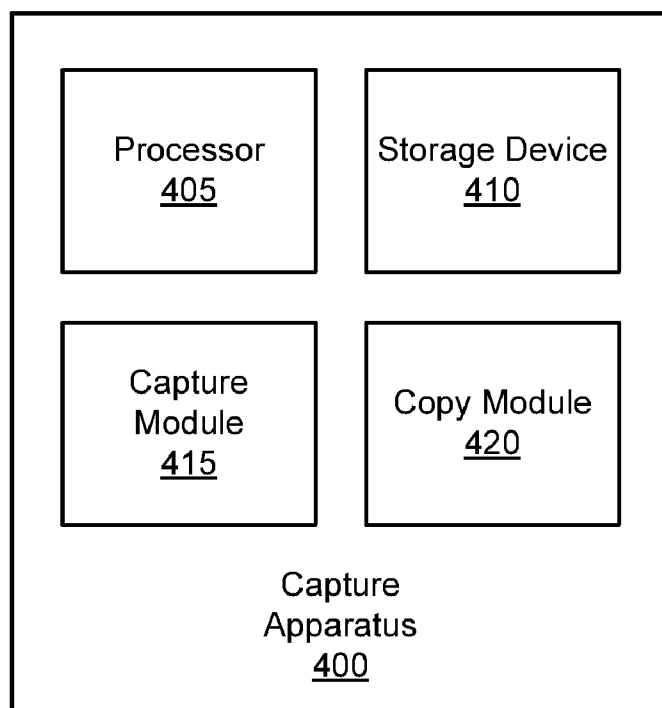 Processor
405
Storage Device
410
Capture
Module
415
Copy Module
420
Capture
Apparatus
400